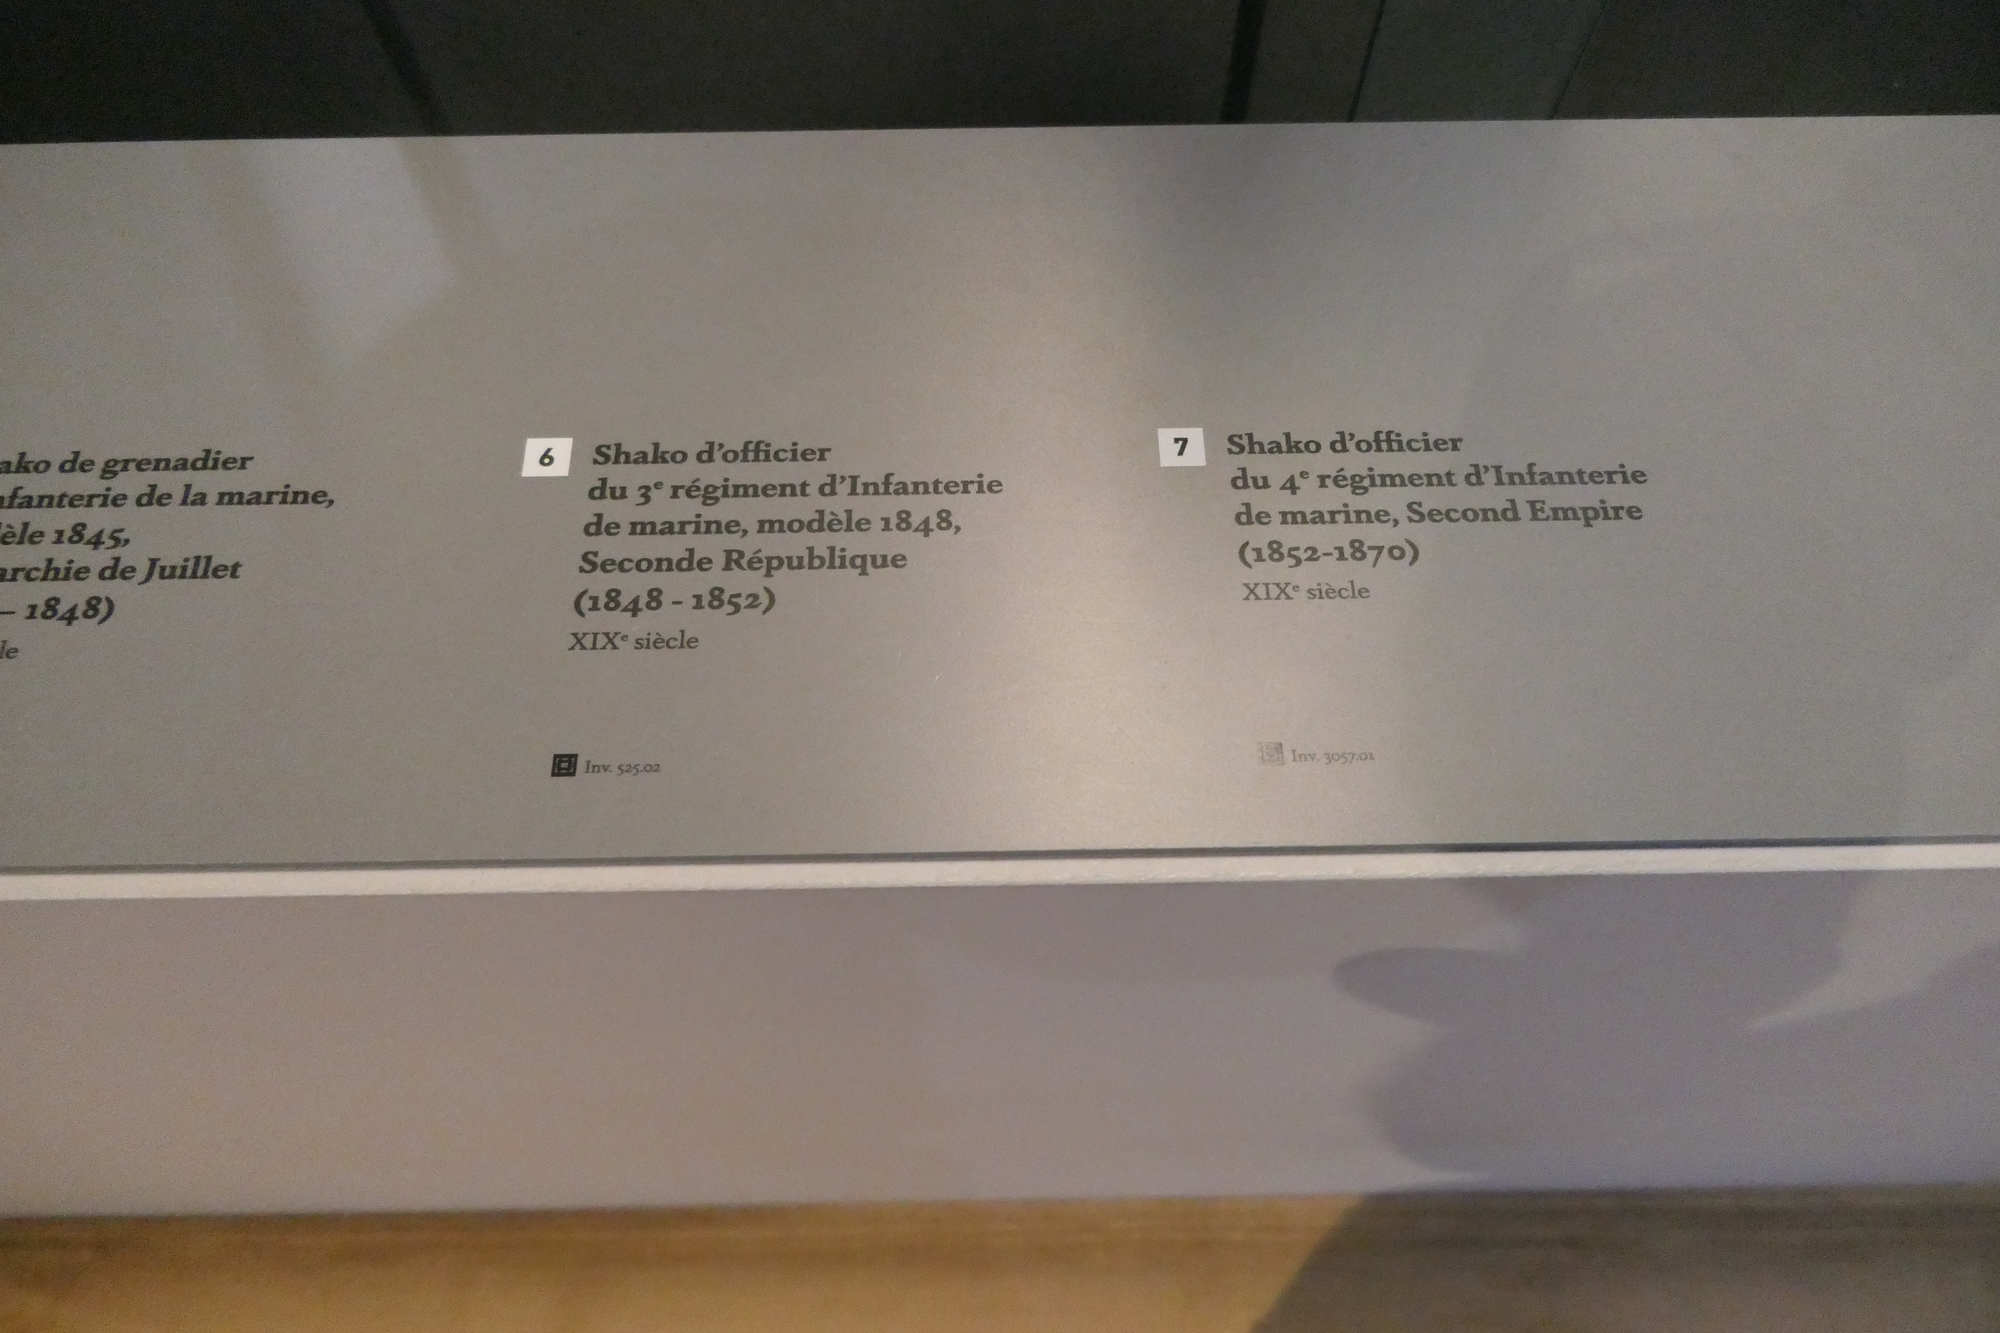 ako de grenadier
nfanterie de la marine,
èle 1845,
archie de Juillet
– 1848)
le
6
Shako d'officier
du 3e régiment d'Infanterie
de marine, modèle 1848,
Seconde République
(1848 - 1852)
XIXe siècle
Inv. 525.02
7
Shako d'officier
du 4e régiment d'Infanterie
de marine, Second Empire
(1852-1870)
XIXe siècle
Inv. 3057.01